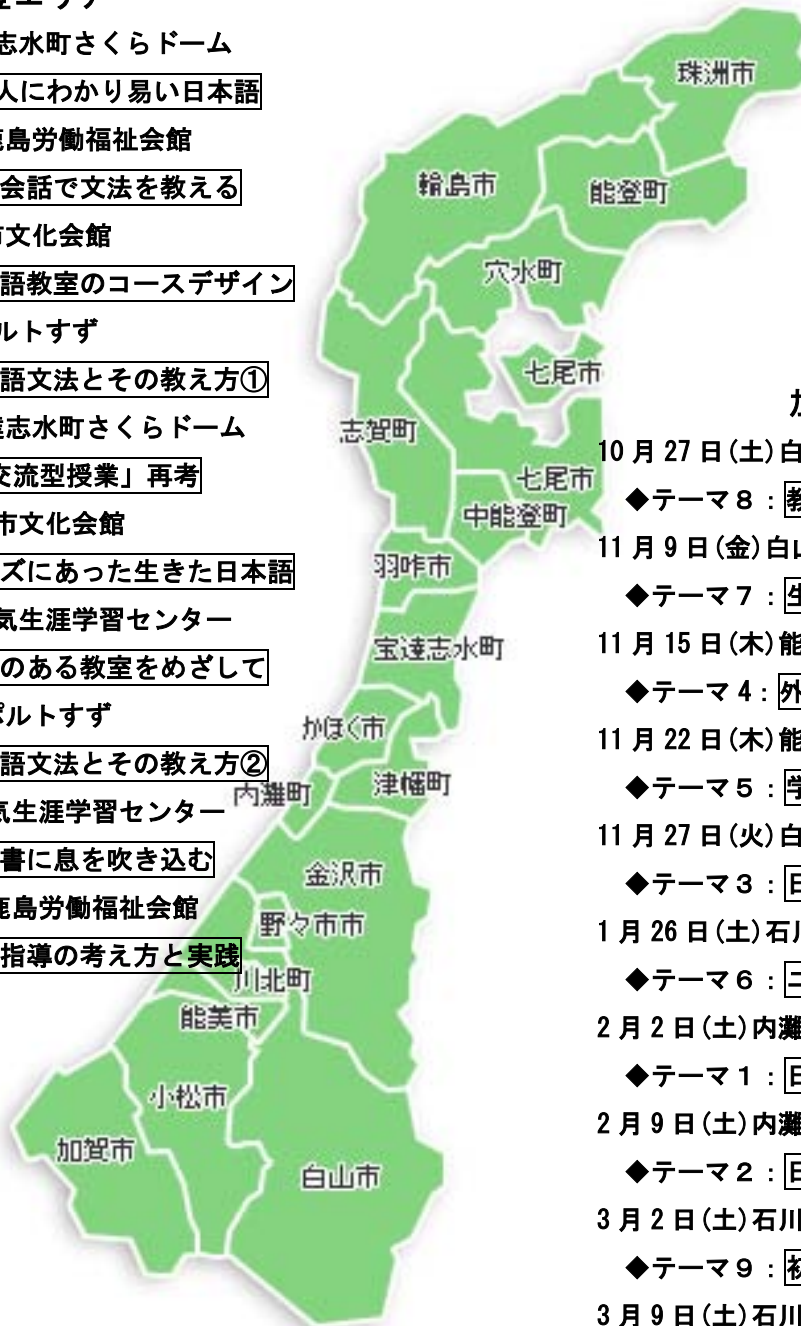 志水町さくらドーム
人にわかり易い日本語
島労働福祉会館
会話で文法を教える
文化会館
語教室のコースデザイン
ルトすず
語文法とその教え方①
志水町さくらドーム
交流型授業」再考
市文化会館
ズにあった生きた日本語
気生涯学習センター
のある教室をめざして
ポルトすず
語文法とその教え方②
気生涯学習センター
書に息を吹き込む
鹿島労働福祉会館
指導の考え方と実践
珠洲市
輪島市
能登町
穴水町
七尾市
志賀町
七尾市
中能登町
羽咋市
宝達志水町
かほく市
津幡町
内灘町
金沢市
野々市市
川北町
能美市
小松市
加賀市
白山市
10月27日(土)白
◆テーマ8：教
11月9日(金)白山
◆テーマ7：生
11月15日(木)能
◆テーマ4：外
11月22日(木)能
◆テーマ5：学
11月27日(火)白
◆テーマ3：日
1月26日(土)石川
◆テーマ6：ニ
2月2日(土)内灘
◆テーマ1：日
2月9日(土)内灘
◆テーマ2：日
3月2日(土)石川
◆テーマ9：初
3月9日(土)石川